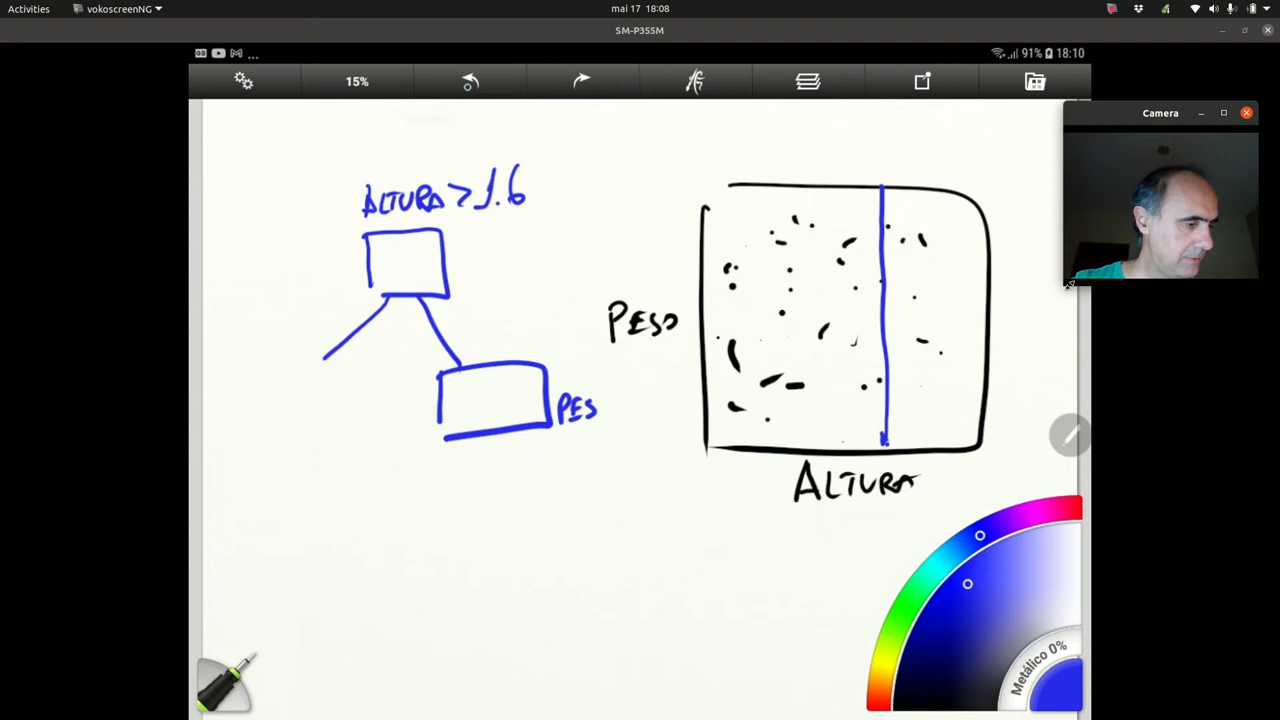 Activities vokoscreenNG mai 17 18:08
SM-P355M
... 91% 18:10
15%
Camera
ALTURA > 1.6
PESO
PES
ALTURA
Metálico 0%